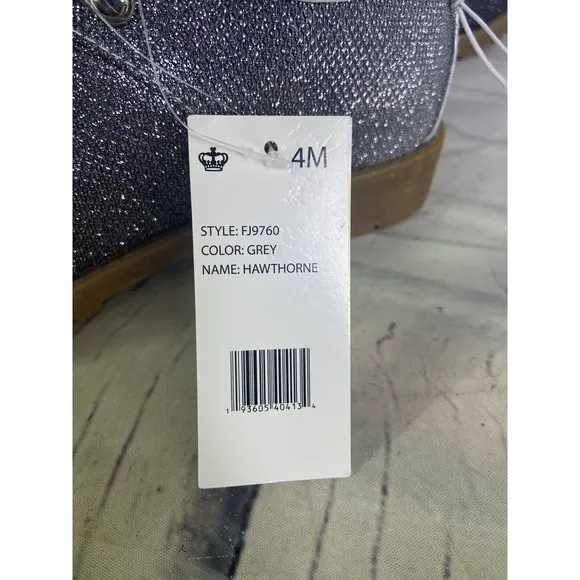 4M
STYLE: FJ9760
COLOR: GREY
NAME: HAWTHORNE
1 93605 40413 4